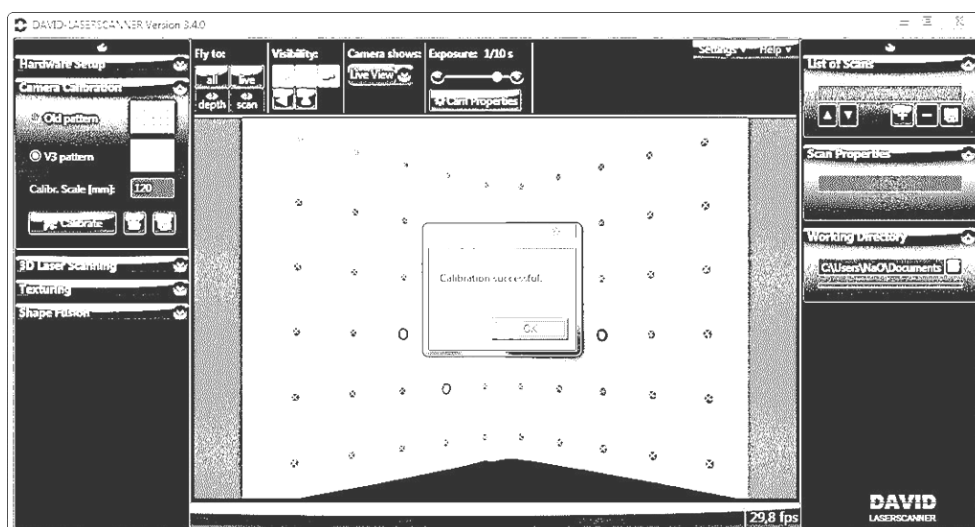 DAVID-LASERSCANNER Version 3.4.0
Hardware Setup
Camera Calibration
Old pattern
V3 pattern
Calibr. Scale [mm]: 120
Calibrate
3D Laser Scanning
Texturing
Shape Fusion
Fly to:
all live
depth scan
Visibility:
Camera shows:
Live View
Exposure: 1/10 s
Cam Properties
Settings Help
Calibration successful.
OK
29,8 fps
List of Scans
Scan Properties
Working Directory
C:\Users\NaO\Documents
DAVID
LASERSCANNER